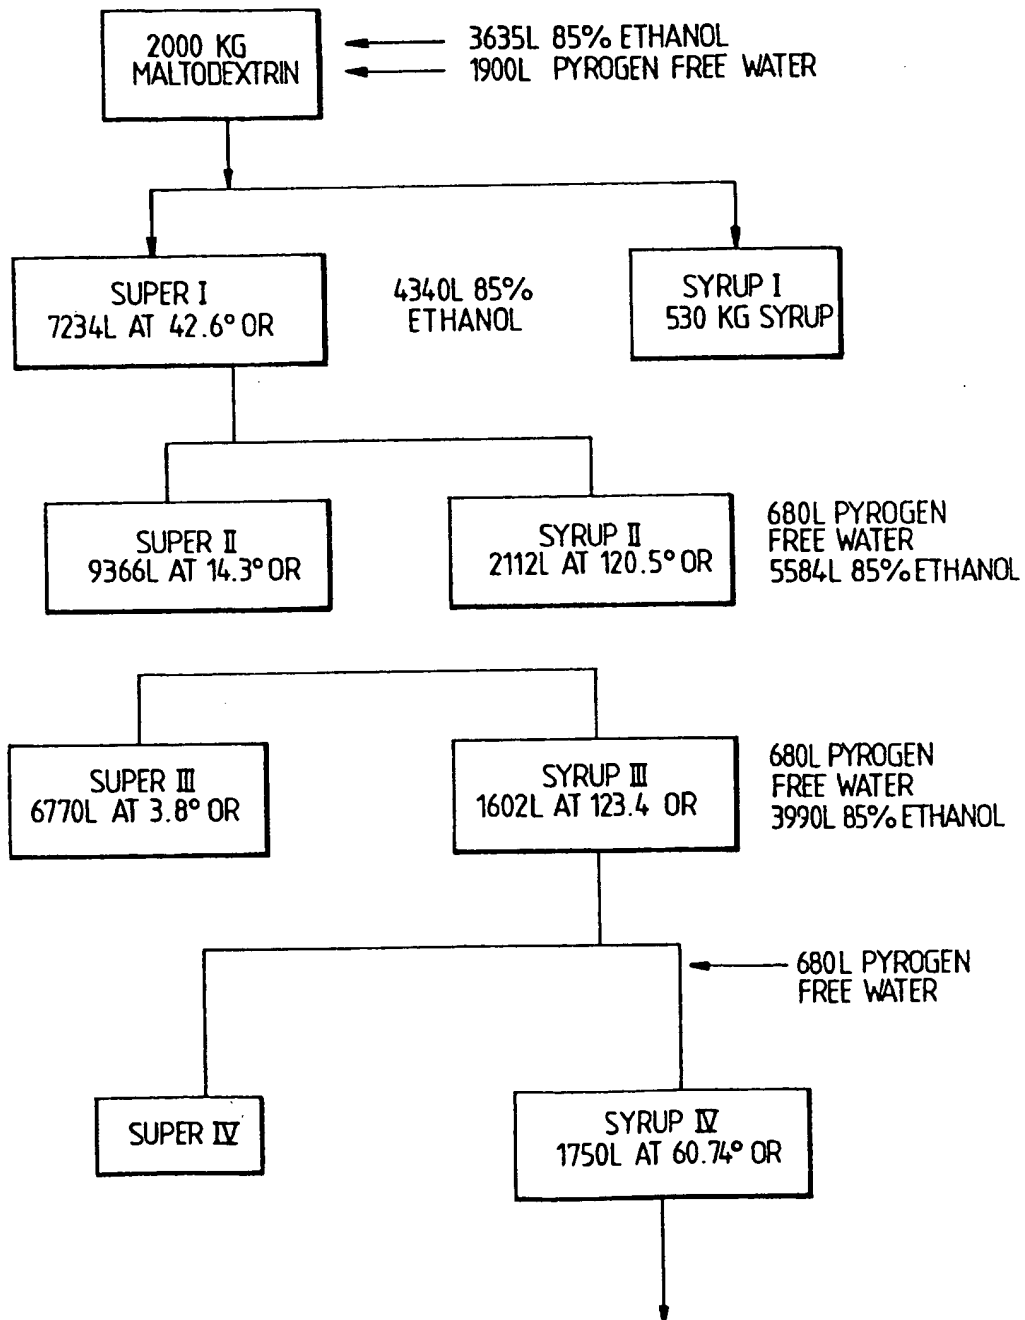 2000 KG
MALTODEXTRIN
3635L 85% ETHANOL
1900L PYROGEN FREE WATER
SUPER I
7234L AT 42.6° OR
4340L 85%
ETHANOL
SYRUP I
530 KG SYRUP
SUPER II
9366L AT 14.3° OR
SYRUP II
2112L AT 120.5° OR
680L PYROGEN
FREE WATER
5584L 85% ETHANOL
SUPER III
6770L AT 3.8° OR
SYRUP III
1602L AT 123.4 OR
680L PYROGEN
FREE WATER
3990L 85% ETHANOL
680L PYROGEN
FREE WATER
SUPER IV
SYRUP IV
1750L AT 60.74° OR